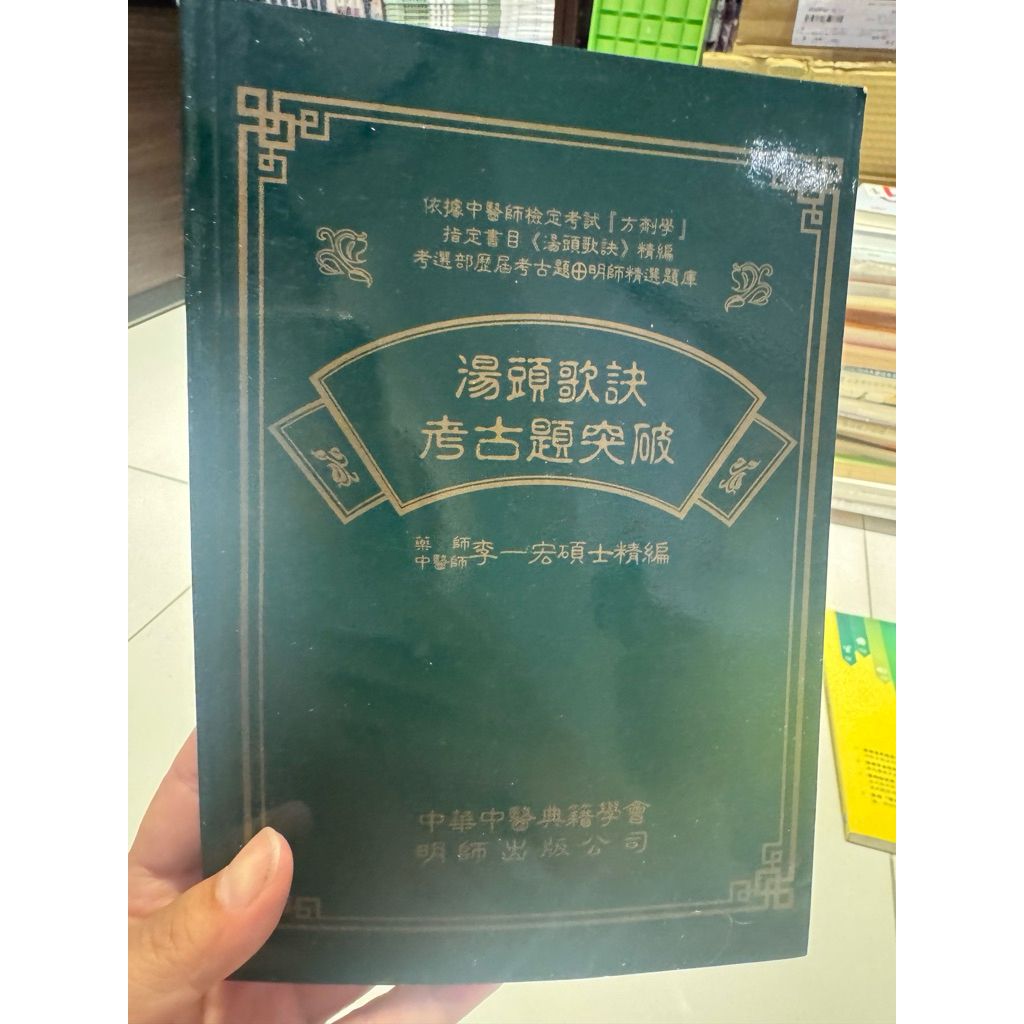 依據中醫師檢定考試『方劑學』
指定書目《湯頭歌訣》精編
考選部歷屆考古題⊕明師精選題庫
湯頭歌訣
考古題突破
藥師
中醫師
李一宏碩士精編
中華中醫典籍學會
明師出版公司